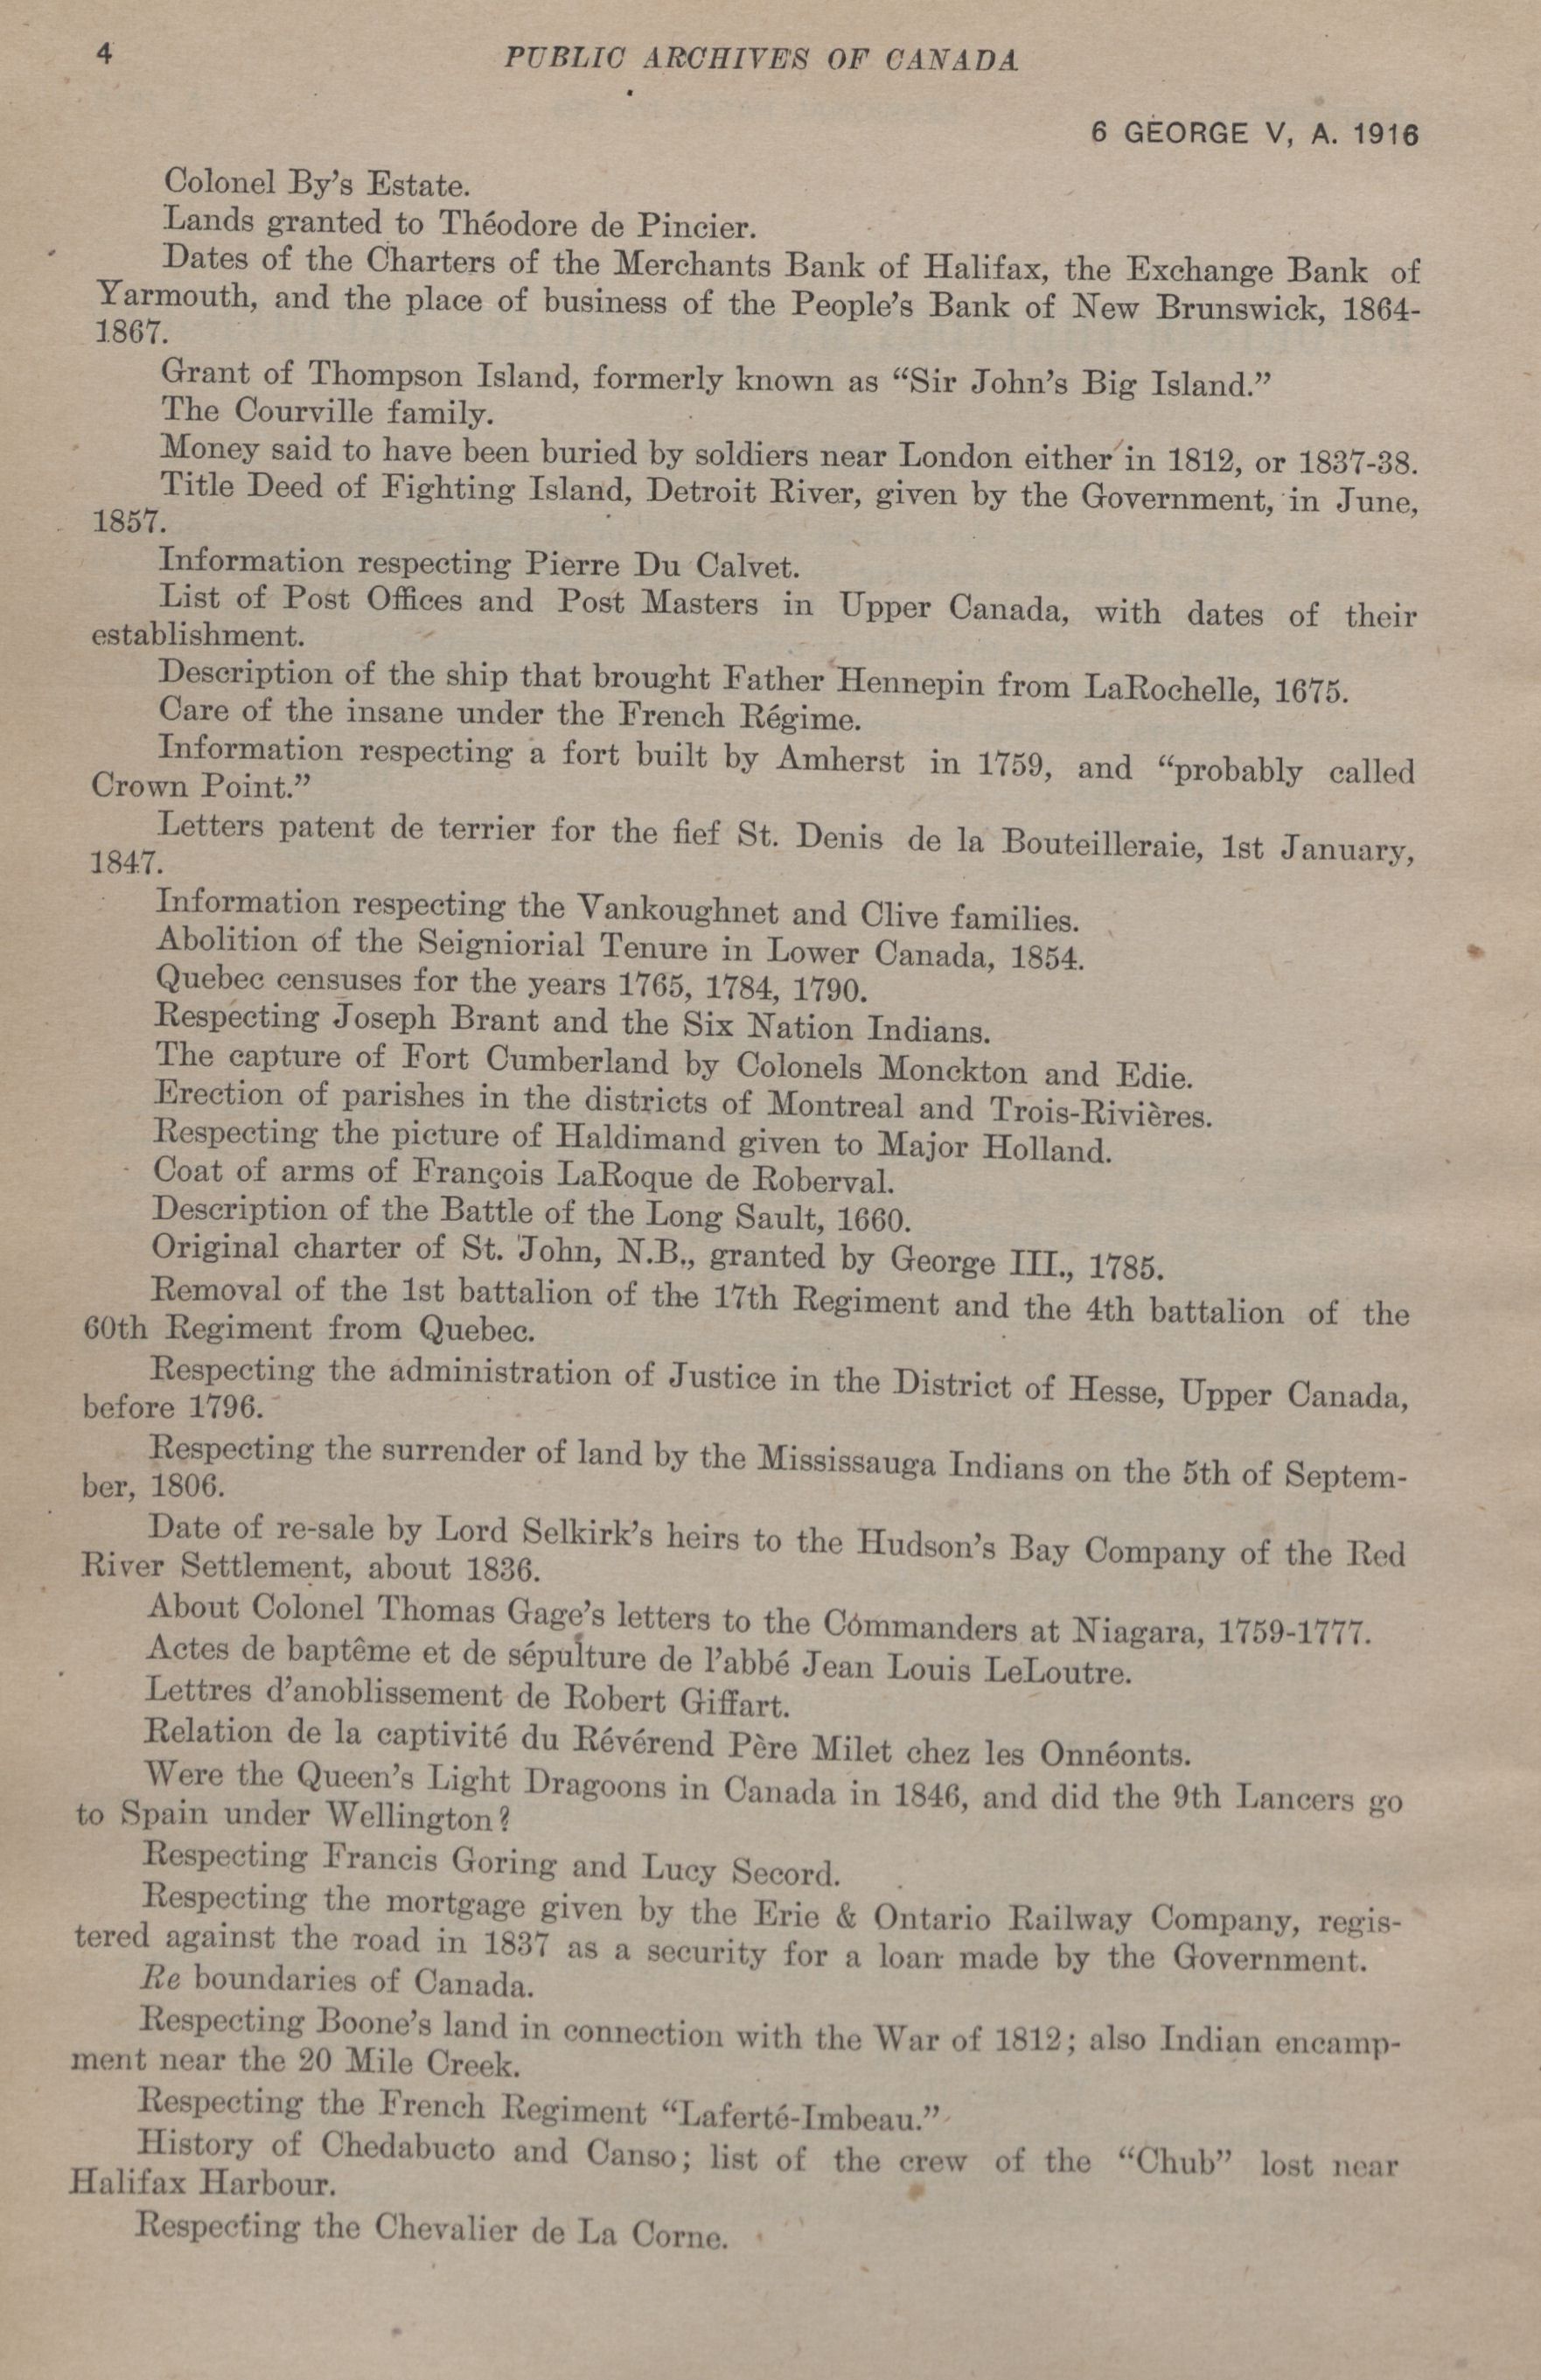 4
PUBLIC ARCHIVES OF CANADA
6 GEORGE V, A. 1916
Colonel By's Estate.
Lands granted to Théodore de Pincier.
Dates of the Charters of the Merchants Bank of Halifax, the Exchange Bank of
Yarmouth, and the place of business of the People's Bank of New Brunswick, 1864-
1867.
Grant of Thompson Island, formerly known as "Sir John's Big Island."
The Courville family.
Money said to have been buried by soldiers near London either in 1812, or 1837-38.
Title Deed of Fighting Island, Detroit River, given by the Government, in June,
1857.
Information respecting Pierre Du Calvet.
List of Post Offices and Post Masters in Upper Canada, with dates of their
establishment.
Description of the ship that brought Father Hennepin from LaRochelle, 1675.
Care of the insane under the French Régime.
Information respecting a fort built by Amherst in 1759, and "probably called
Crown Point."
Letters patent de terrier for the fief St. Denis de la Bouteilleraie, 1st January,
1847.
Information respecting the Vankoughnet and Clive families.
Abolition of the Seigniorial Tenure in Lower Canada, 1854.
Quebec censuses for the years 1765, 1784, 1790.
Respecting Joseph Brant and the Six Nation Indians.
The capture of Fort Cumberland by Colonels Monckton and Edie.
Erection of parishes in the districts of Montreal and Trois-Rivières.
Respecting the picture of Haldimand given to Major Holland.
Coat of arms of François LaRoque de Roberval.
Description of the Battle of the Long Sault, 1660.
Original charter of St. John, N.B., granted by George III., 1785.
Removal of the 1st battalion of the 17th Regiment and the 4th battalion of the
60th Regiment from Quebec.
Respecting the administration of Justice in the District of Hesse, Upper Canada,
before 1796.
Respecting the surrender of land by the Mississauga Indians on the 5th of Septem-
ber, 1806.
Date of re-sale by Lord Selkirk's heirs to the Hudson's Bay Company of the Red
River Settlement, about 1836.
About Colonel Thomas Gage's letters to the Commanders at Niagara, 1759-1777.
Actes de baptême et de sépulture de l'abbé Jean Louis LeLoutre.
Lettres d'anoblissement de Robert Giffart.
Relation de la captivité du Révérend Père Milet chez les Onnéonts.
Were the Queen's Light Dragoons in Canada in 1846, and did the 9th Lancers go
to Spain under Wellington?
Respecting Francis Goring and Lucy Secord.
Respecting the mortgage given by the Erie & Ontario Railway Company, regis-
tered against the road in 1837 as a security for a loan made by the Government.
Re boundaries of Canada.
Respecting Boone's land in connection with the War of 1812; also Indian encamp-
ment near the 20 Mile Creek.
Respecting the French Regiment "Laferté-Imbeau."
History of Chedabucto and Canso; list of the crew of the "Chub" lost near
Halifax Harbour.
Respecting the Chevalier de La Corne.